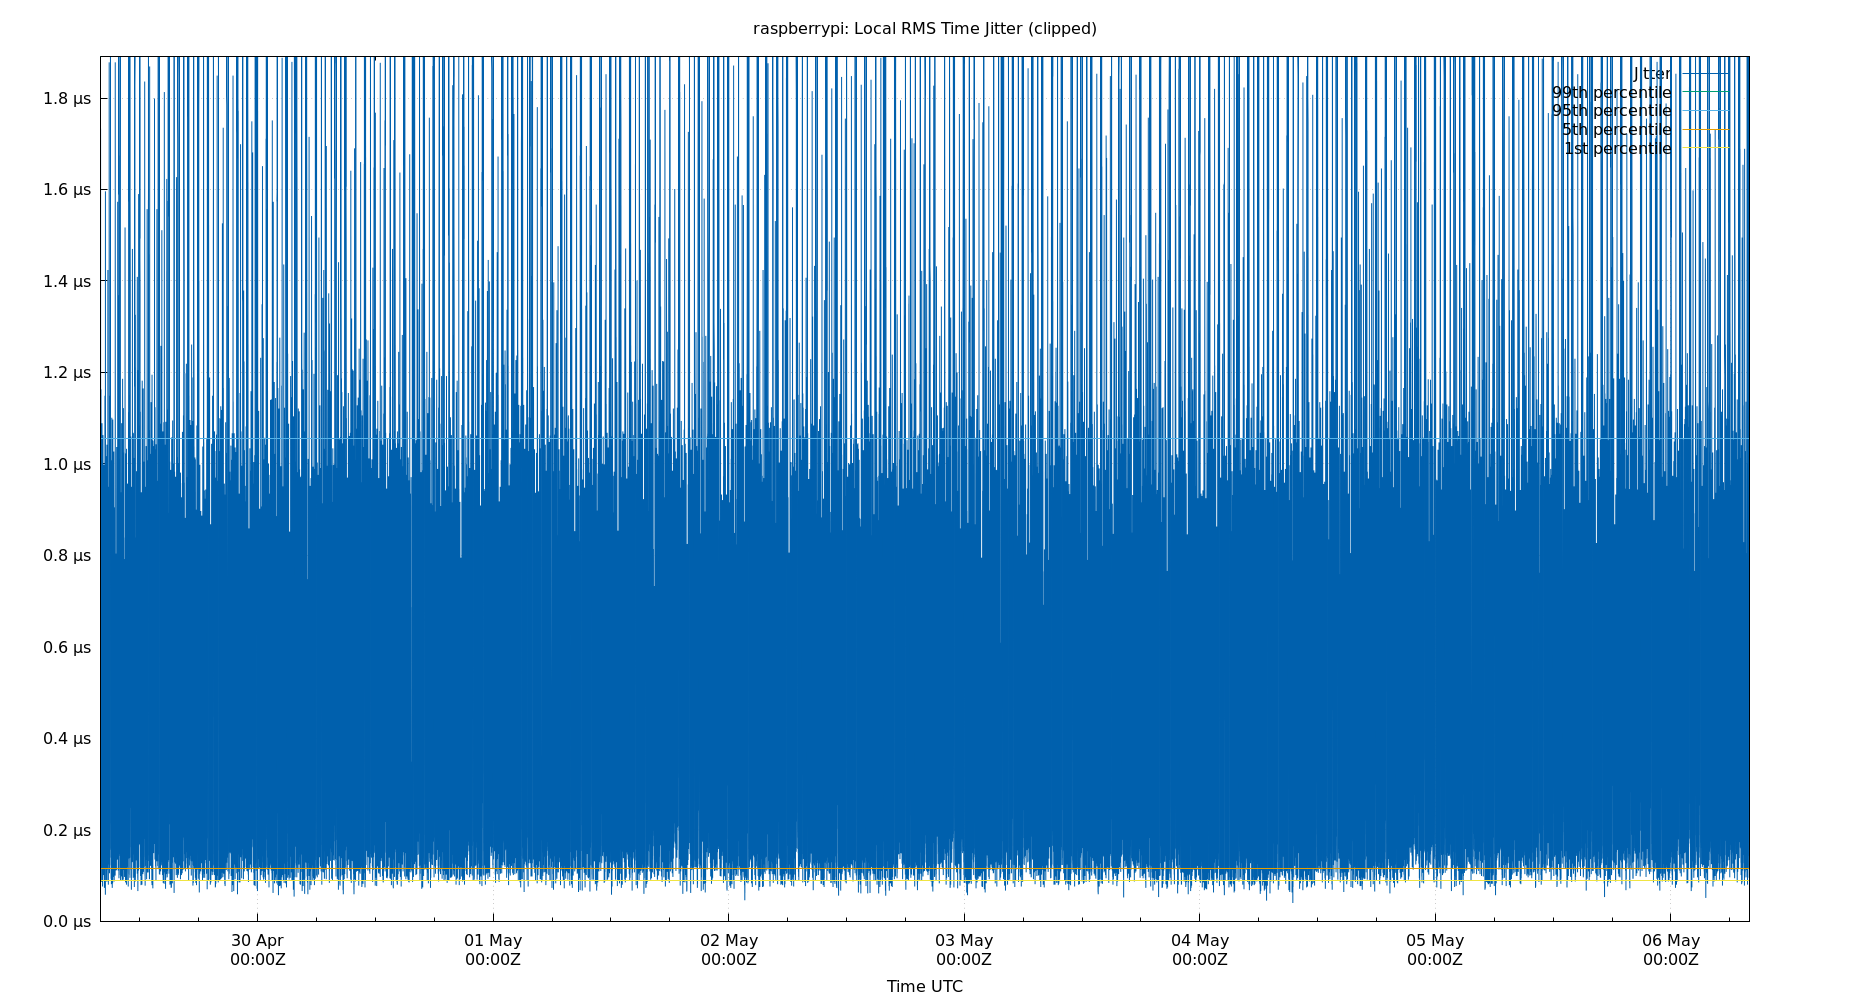 raspberrypi: Local RMS Time Jitter (clipped)
Jitter
99th percentile
95th percentile
5th percentile
1st percentile
1.8 μs
1.6 μs
1.4 μs
1.2 μs
1.0 μs
0.8 μs
0.6 μs
0.4 μs
0.2 μs
0.0 μs
30 Apr 01 May 02 May 03 May 04 May 05 May 06 May
00:00Z 00:00Z 00:00Z 00:00Z 00:00Z 00:00Z 00:00Z
Time UTC